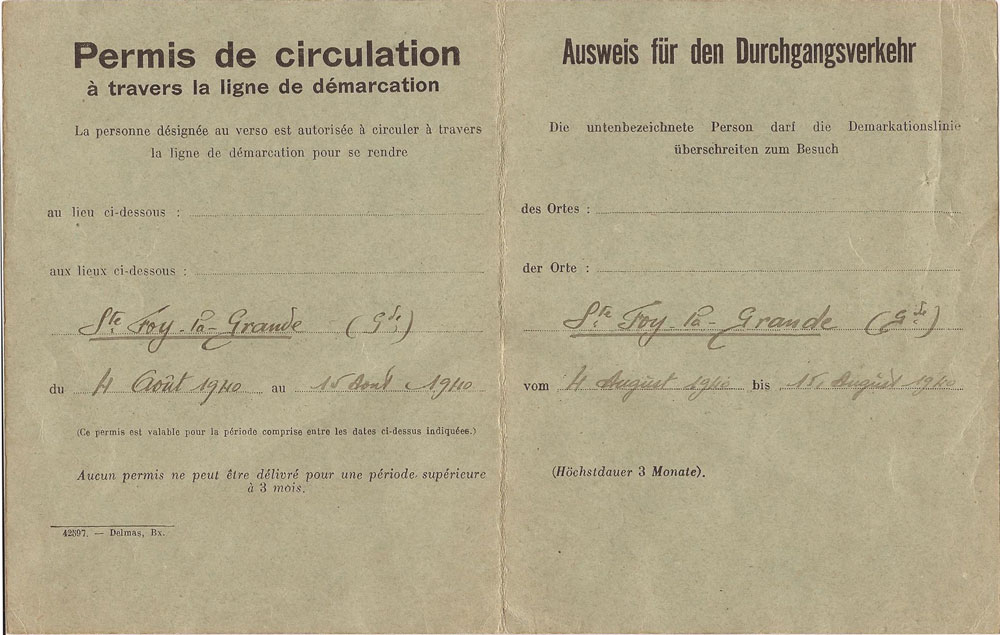 Permis de circulation
à travers la ligne de démarcation
La personne désignée au verso est autorisée à circuler à travers
la ligne de démarcation pour se rendre
au lieu ci-dessous :
aux lieux ci-dessous :
Ste Foy-la-Grande (Gde)
du 4 Août 1940 au 15 Août 1940
(Ce permis est valable pour la période comprise entre les dates ci-dessus indiquées.)
Aucun permis ne peut être délivré pour une période supérieure
à 3 mois.
42897. — Delmas, Bx.
Ausweis für den Durchgangsverkehr
Die untenbezeichnete Person darf die Demarkationslinie
überschreiten zum Besuch
des Ortes :
der Orte :
Ste Foy-la-Grande (Gde)
vom 4 August 1940 bis 15. August 1940
(Höchstdauer 3 Monate).